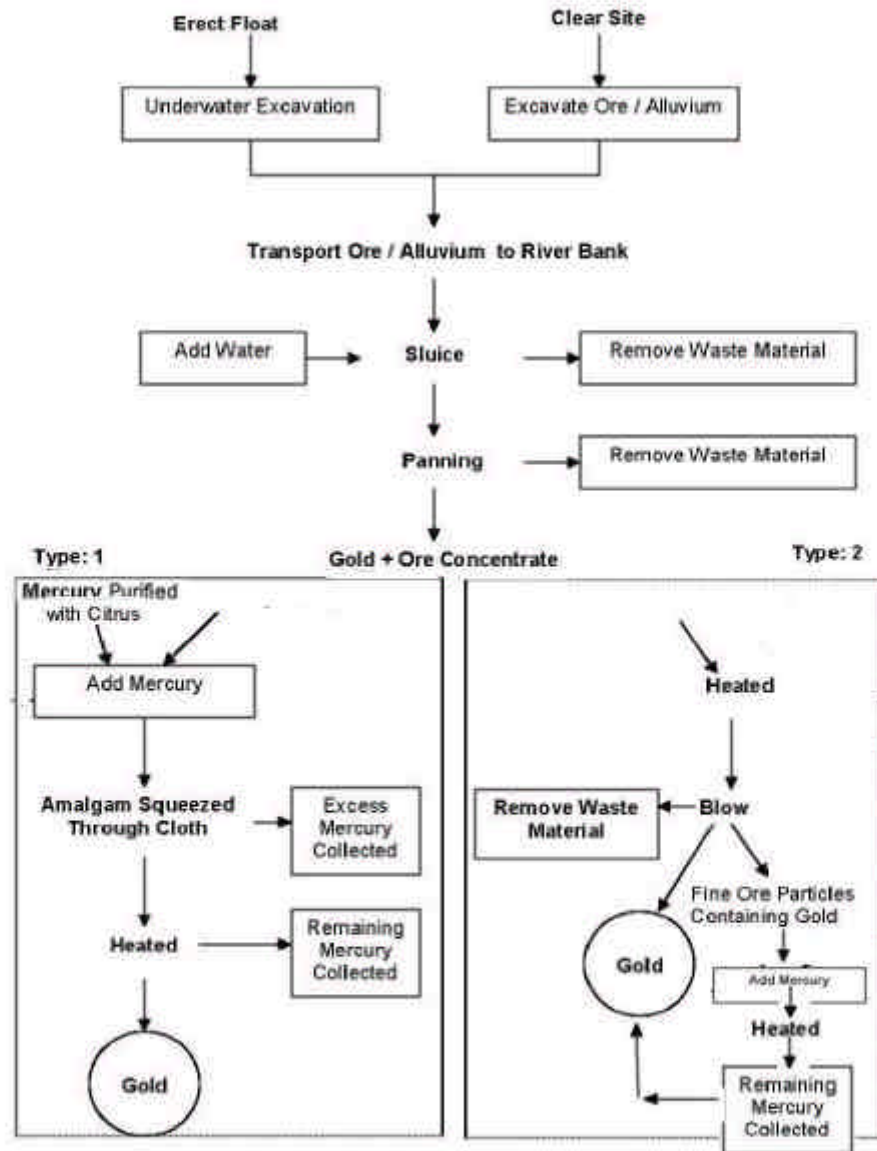 Erect Float
Clear Site
Underwater Excavation
Excavate Ore / Alluvium
Transport Ore / Alluvium to River Bank
Add Water
Sluice
Remove Waste Material
Panning
Remove Waste Material
Type: 1
Gold + Ore Concentrate
Type: 2
Mercury Purified
with Citrus
Add Mercury
Amalgam Squeezed
Through Cloth
Excess
Mercury
Collected
Heated
Remaining
Mercury
Collected
Gold
Heated
Blow
Remove Waste
Material
Fine Ore Particles
Containing Gold
Gold
Add Mercury
Heated
Remaining
Mercury
Collected